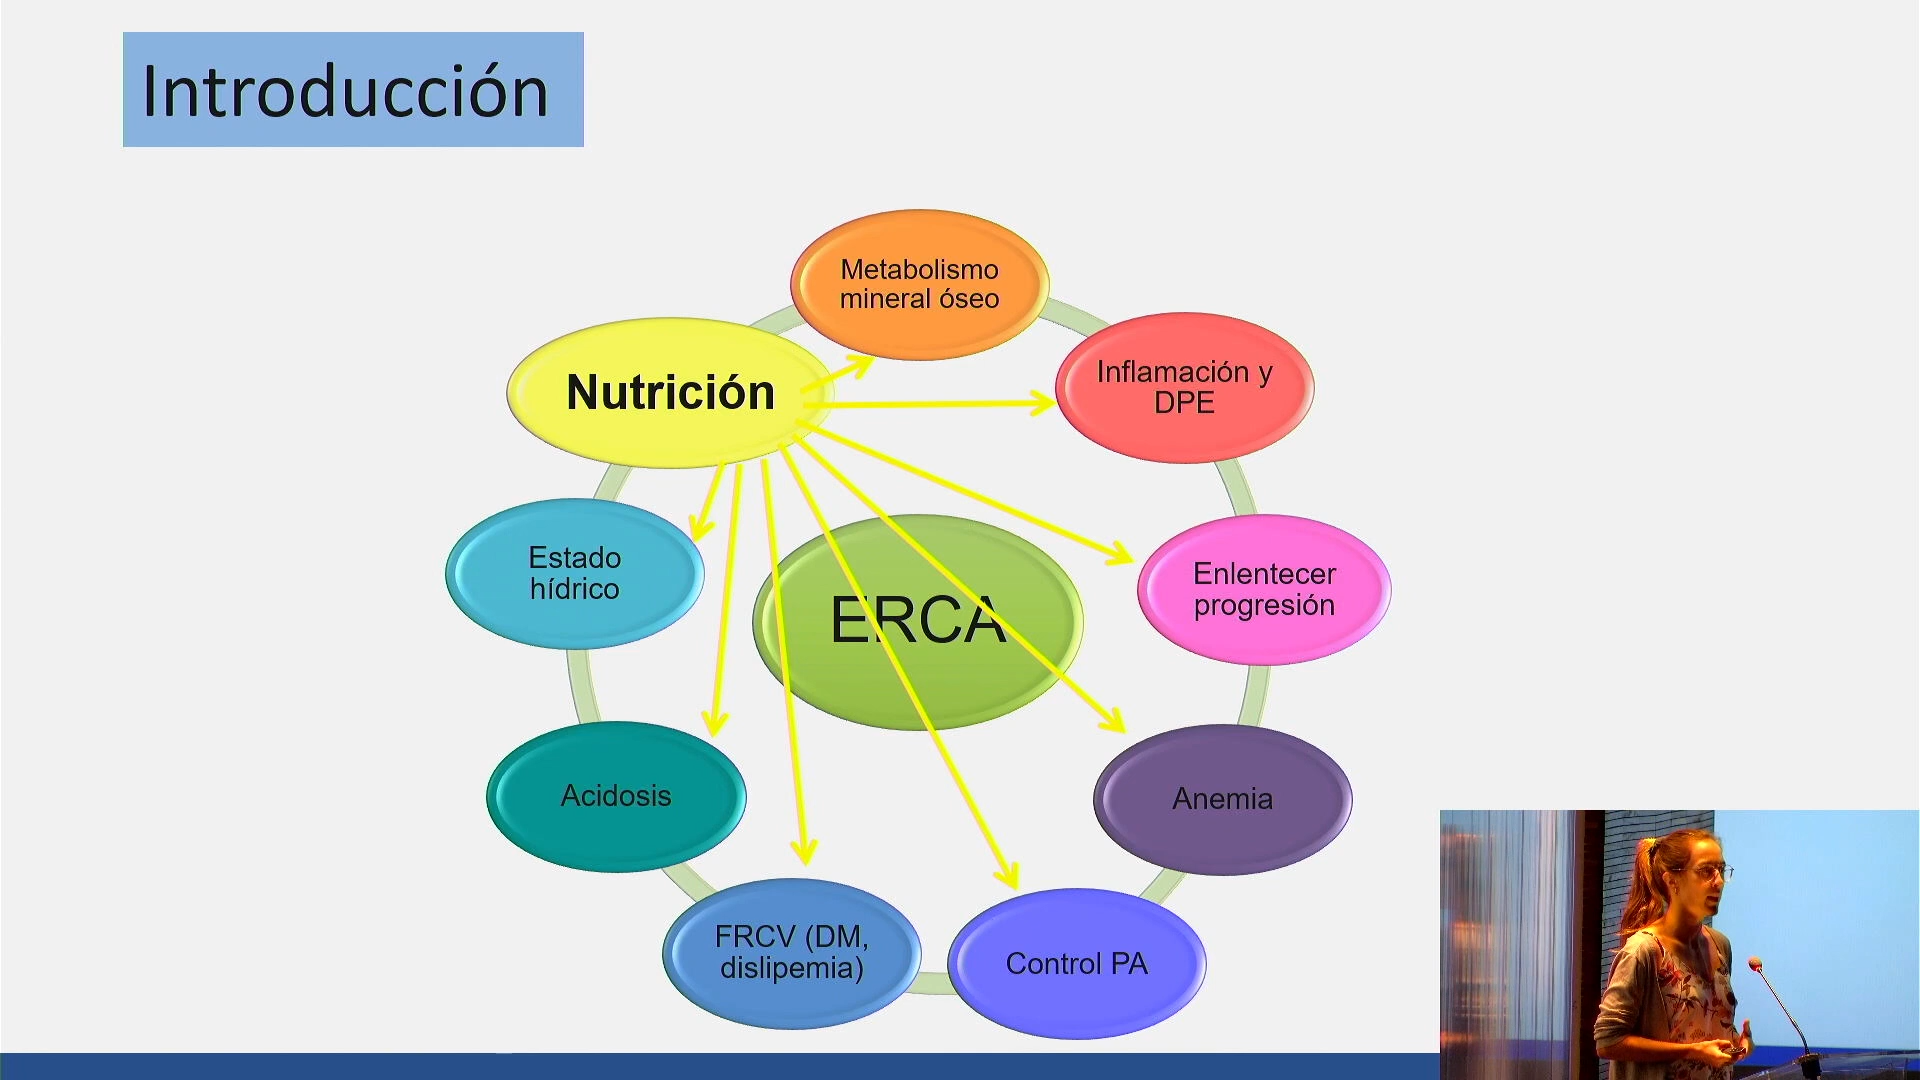 Introducción
Metabolismo
mineral óseo
Inflamación y
DPE
Nutrición
Enlentecer
progresión
Estado
hídrico
ERCA
Acidosis
Anemia
FRCV (DM,
dislipemia)
Control PA